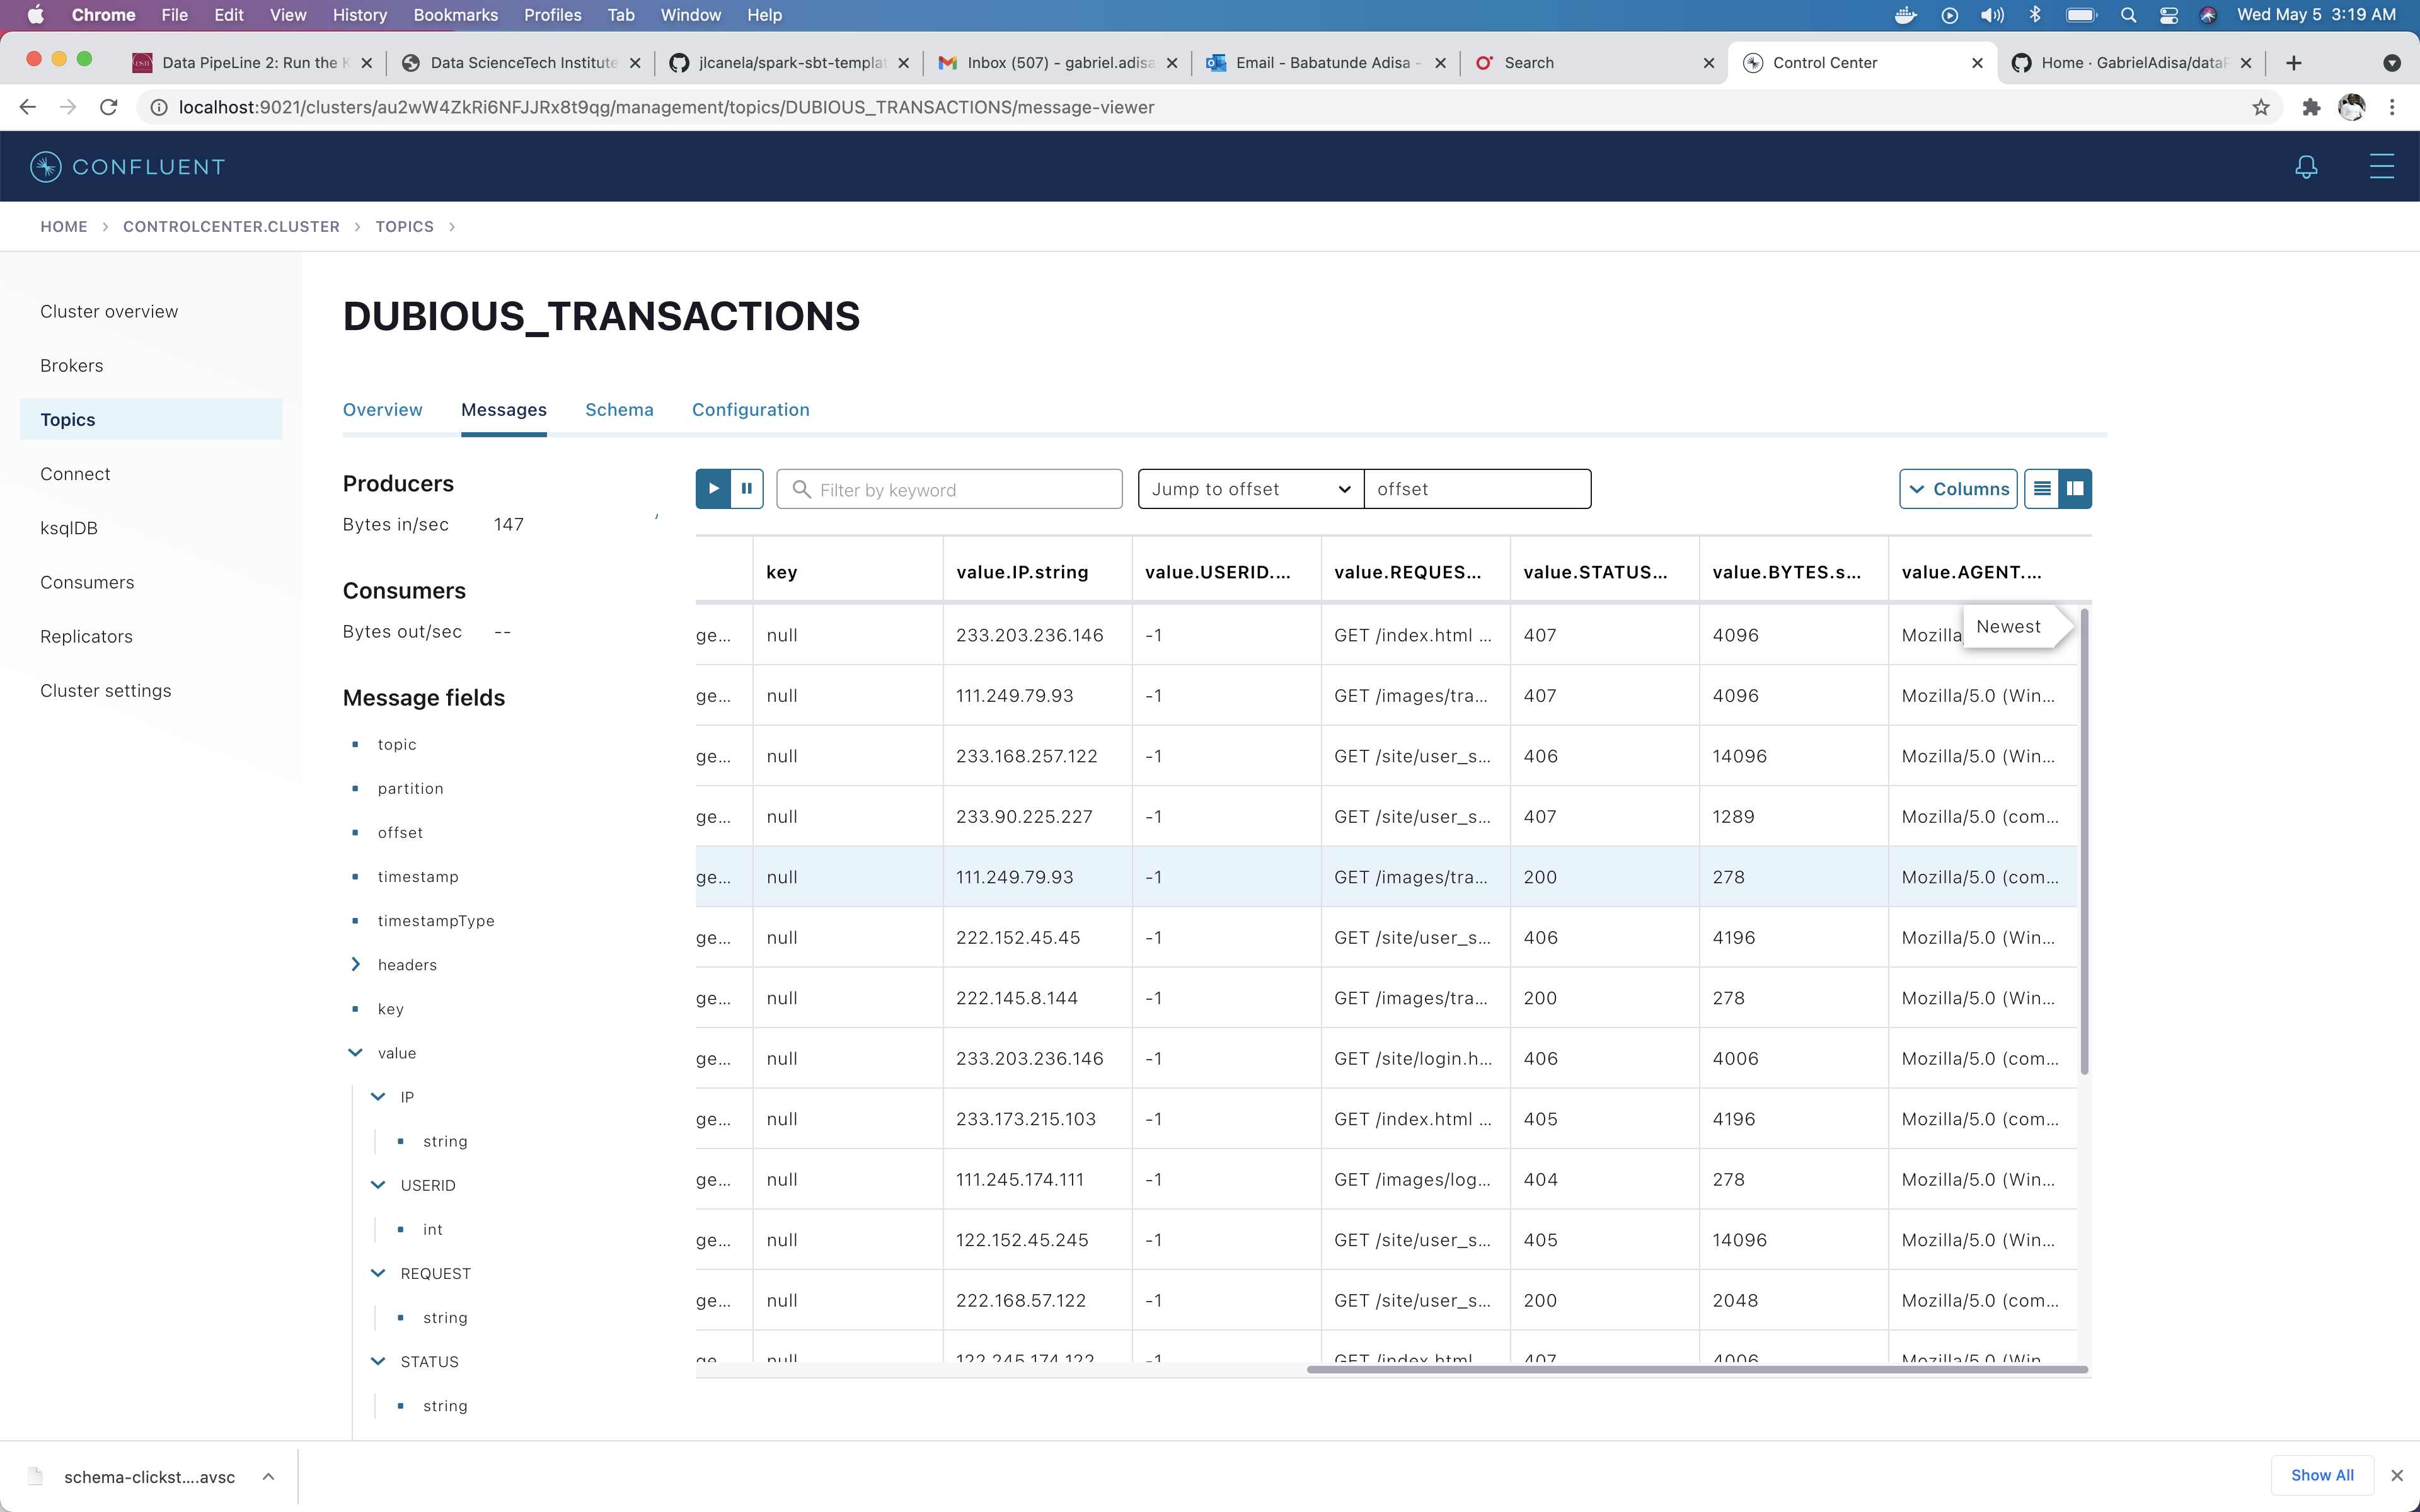 Chrome File Edit View History Bookmarks Profiles Tab Window Help Wed May 5 3:19 AM
Data PipeLine 2: Run the K Data ScienceTech Institute jlcanela/spark-sbt-templat Inbox (507) - gabriel.adisa Email - Babatunde Adisa - Search Control Center Home · GabrielAdisa/dataP
localhost:9021/clusters/au2wW4ZkRi6NFJJRx8t9qg/management/topics/DUBIOUS_TRANSACTIONS/message-viewer
CONFLUENT
HOME > CONTROLCENTER.CLUSTER > TOPICS >
Cluster overview
Brokers
Topics
Connect
ksqlDB
Consumers
Replicators
Cluster settings
DUBIOUS_TRANSACTIONS
Overview Messages Schema Configuration
Producers
Bytes in/sec 147
Consumers
Bytes out/sec --
Message fields
topic
partition
offset
timestamp
timestampType
headers
key
value
IP
string
USERID
int
REQUEST
string
STATUS
string
Filter by keyword Jump to offset offset Columns
key value.IP.string value.USERID.... value.REQUES... value.STATUS... value.BYTES.s... value.AGENT....
Newest
ge... null 233.203.236.146 -1 GET /index.html ... 407 4096 Mozilla
ge... null 111.249.79.93 -1 GET /images/tra... 407 4096 Mozilla/5.0 (Win...
ge... null 233.168.257.122 -1 GET /site/user_s... 406 14096 Mozilla/5.0 (Win...
ge... null 233.90.225.227 -1 GET /site/user_s... 407 1289 Mozilla/5.0 (com...
ge... null 111.249.79.93 -1 GET /images/tra... 200 278 Mozilla/5.0 (com...
ge... null 222.152.45.45 -1 GET /site/user_s... 406 4196 Mozilla/5.0 (Win...
ge... null 222.145.8.144 -1 GET /images/tra... 200 278 Mozilla/5.0 (Win...
ge... null 233.203.236.146 -1 GET /site/login.h... 406 4006 Mozilla/5.0 (com...
ge... null 233.173.215.103 -1 GET /index.html ... 405 4196 Mozilla/5.0 (com...
ge... null 111.245.174.111 -1 GET /images/log... 404 278 Mozilla/5.0 (Win...
ge... null 122.152.45.245 -1 GET /site/user_s... 405 14096 Mozilla/5.0 (Win...
ge... null 222.168.57.122 -1 GET /site/user_s... 200 2048 Mozilla/5.0 (com...
ge... null 122.245.174.122 -1 GET /index.html 407 4006 Mozilla/5.0 (Win...
schema-clickst....avsc Show All